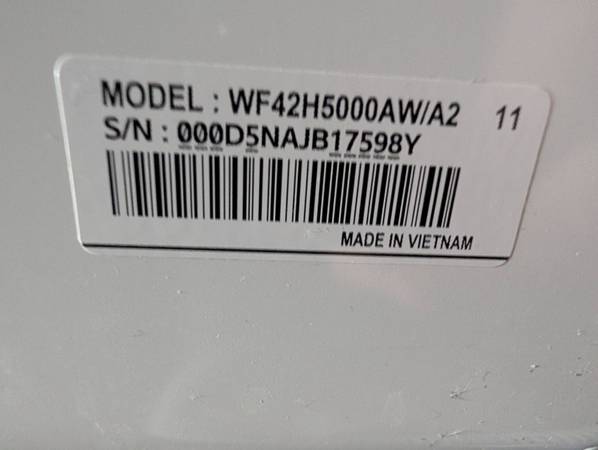 MODEL : WF42H5000AW/A2 11
S/N : 000D5NAJB17598Y
MADE IN VIETNAM